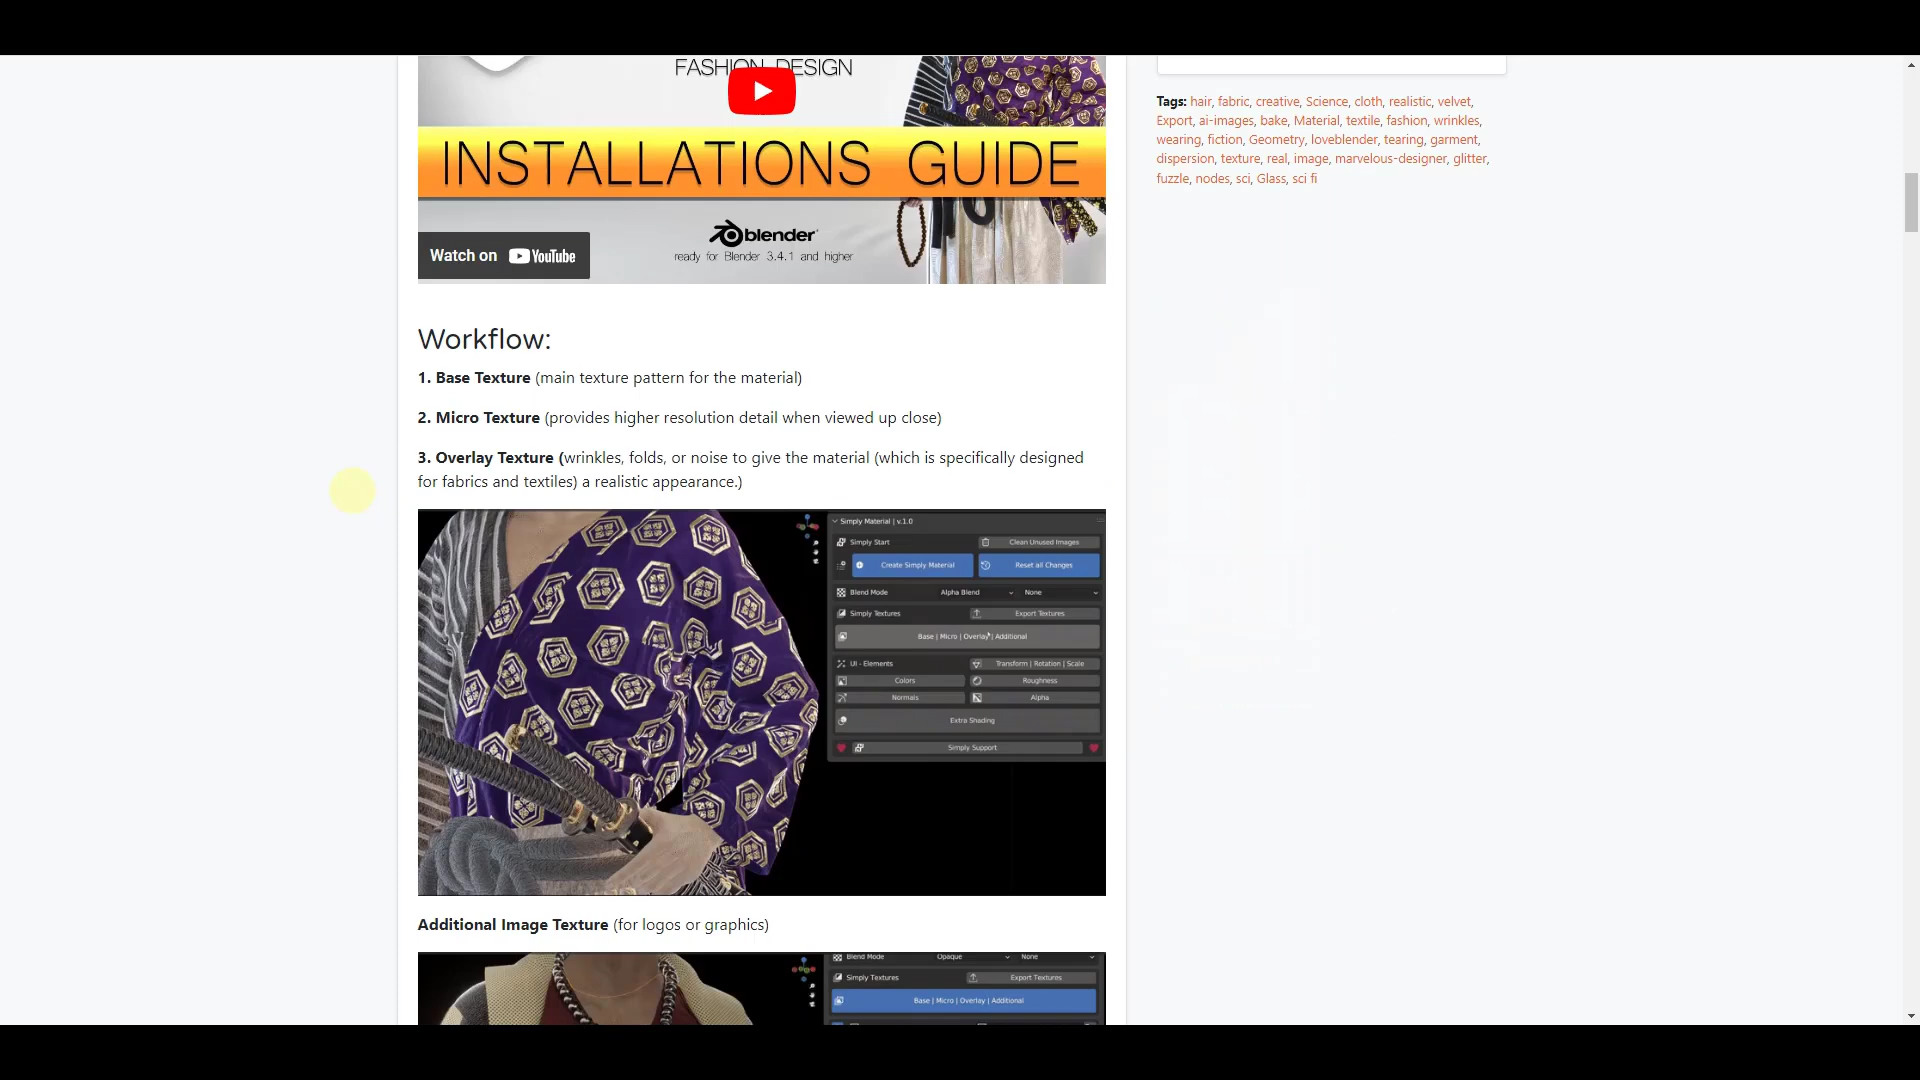 FASHION DESIGN
INSTALLATIONS GUIDE
Watch on YouTube
blender
ready for Blender 3.4.1 and higher
Tags: hair, fabric, creative, Science, cloth, realistic, velvet,
Export, ai-images, bake, Material, textile, fashion, wrinkles,
wearing, fiction, Geometry, loveblender, tearing, garment,
dispersion, texture, real, image, marvelous-designer, glitter,
fuzzle, nodes, sci, Glass, sci fi
Workflow:
1. Base Texture (main texture pattern for the material)
2. Micro Texture (provides higher resolution detail when viewed up close)
3. Overlay Texture (wrinkles, folds, or noise to give the material (which is specifically designed
for fabrics and textiles) a realistic appearance.)
Simply Material | v.1.0
Simply Start Clean Unused Images
Create Simply Material Reset all Changes
Blend Mode Alpha Blend None
Simply Textures Export Textures
Base | Micro | Overlay | Additional
UI - Elements Transform | Rotation | Scale
Colors Roughness
Normals Alpha
Extra Shading
Simply Support
Additional Image Texture (for logos or graphics)
Blend Mode Opaque None
Simply Textures Export Textures
Base | Micro | Overlay | Additional